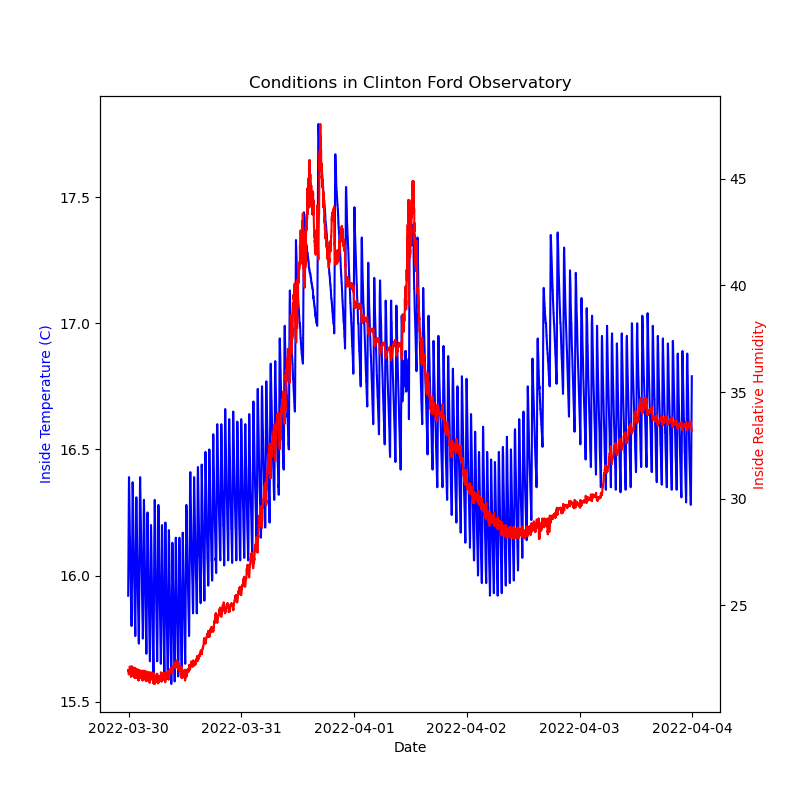 Conditions in Clinton Ford Observatory
Inside Temperature (C)
17.5
17.0
16.5
16.0
15.5
45
40
35
30
25
Inside Relative Humidity
2022-03-30 2022-03-31 2022-04-01 2022-04-02 2022-04-03 2022-04-04
Date